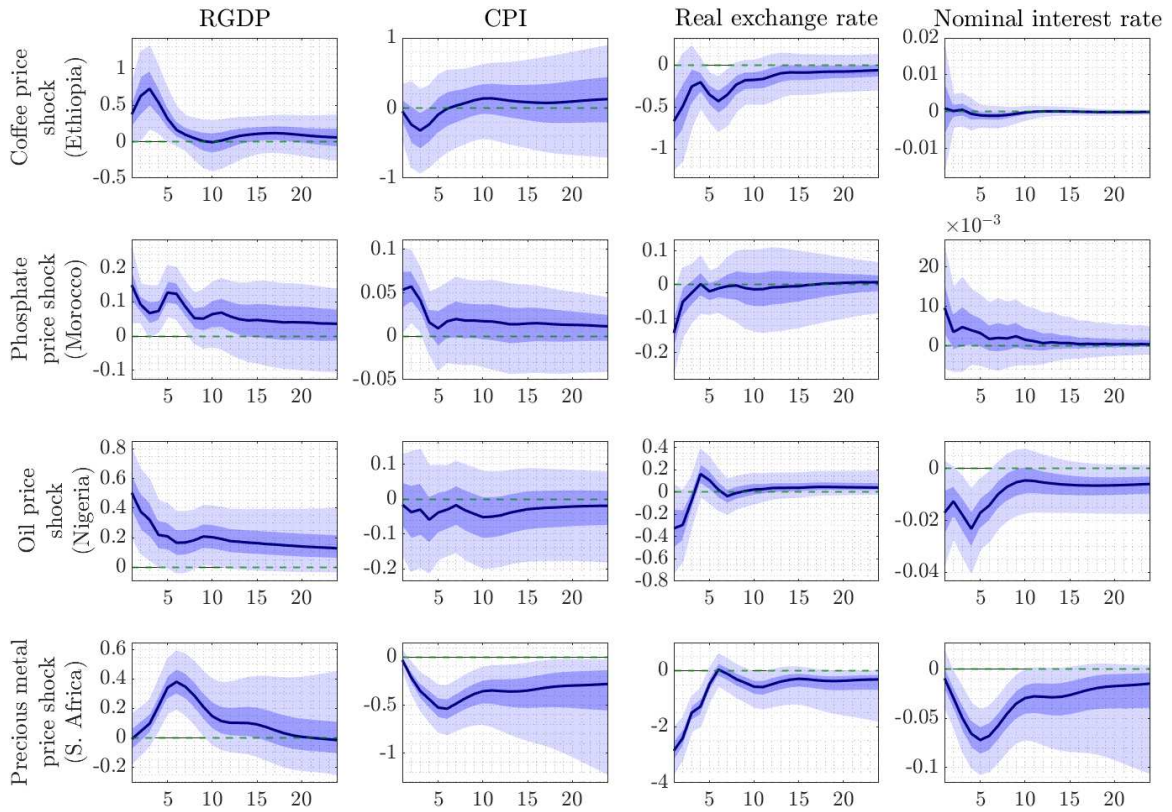 RGDP
CPI
Real exchange rate
Nominal interest rate
Coffee price
shock
(Ethiopia)
1
0.5
0
-0.5
5 10 15 20
1
0
-1
5 10 15 20
0
-0.5
-1
5 10 15 20
0.02
0.01
0
-0.01
5 10 15 20
Phosphate
price shock
(Morocco)
0.2
0.1
0
-0.1
5 10 15 20
0.1
0.05
0
-0.05
5 10 15 20
0.1
0
-0.1
-0.2
5 10 15 20
×10⁻³
20
10
0
5 10 15 20
Oil price
shock
(Nigeria)
0.8
0.6
0.4
0.2
0
5 10 15 20
0.1
0
-0.1
-0.2
5 10 15 20
0.4
0.2
0
-0.2
-0.4
-0.6
-0.8
5 10 15 20
0
-0.02
-0.04
5 10 15 20
Precious metal
price shock
(S. Africa)
0.6
0.4
0.2
0
-0.2
5 10 15 20
0
-0.5
-1
5 10 15 20
0
-2
-4
5 10 15 20
0
-0.05
-0.1
5 10 15 20